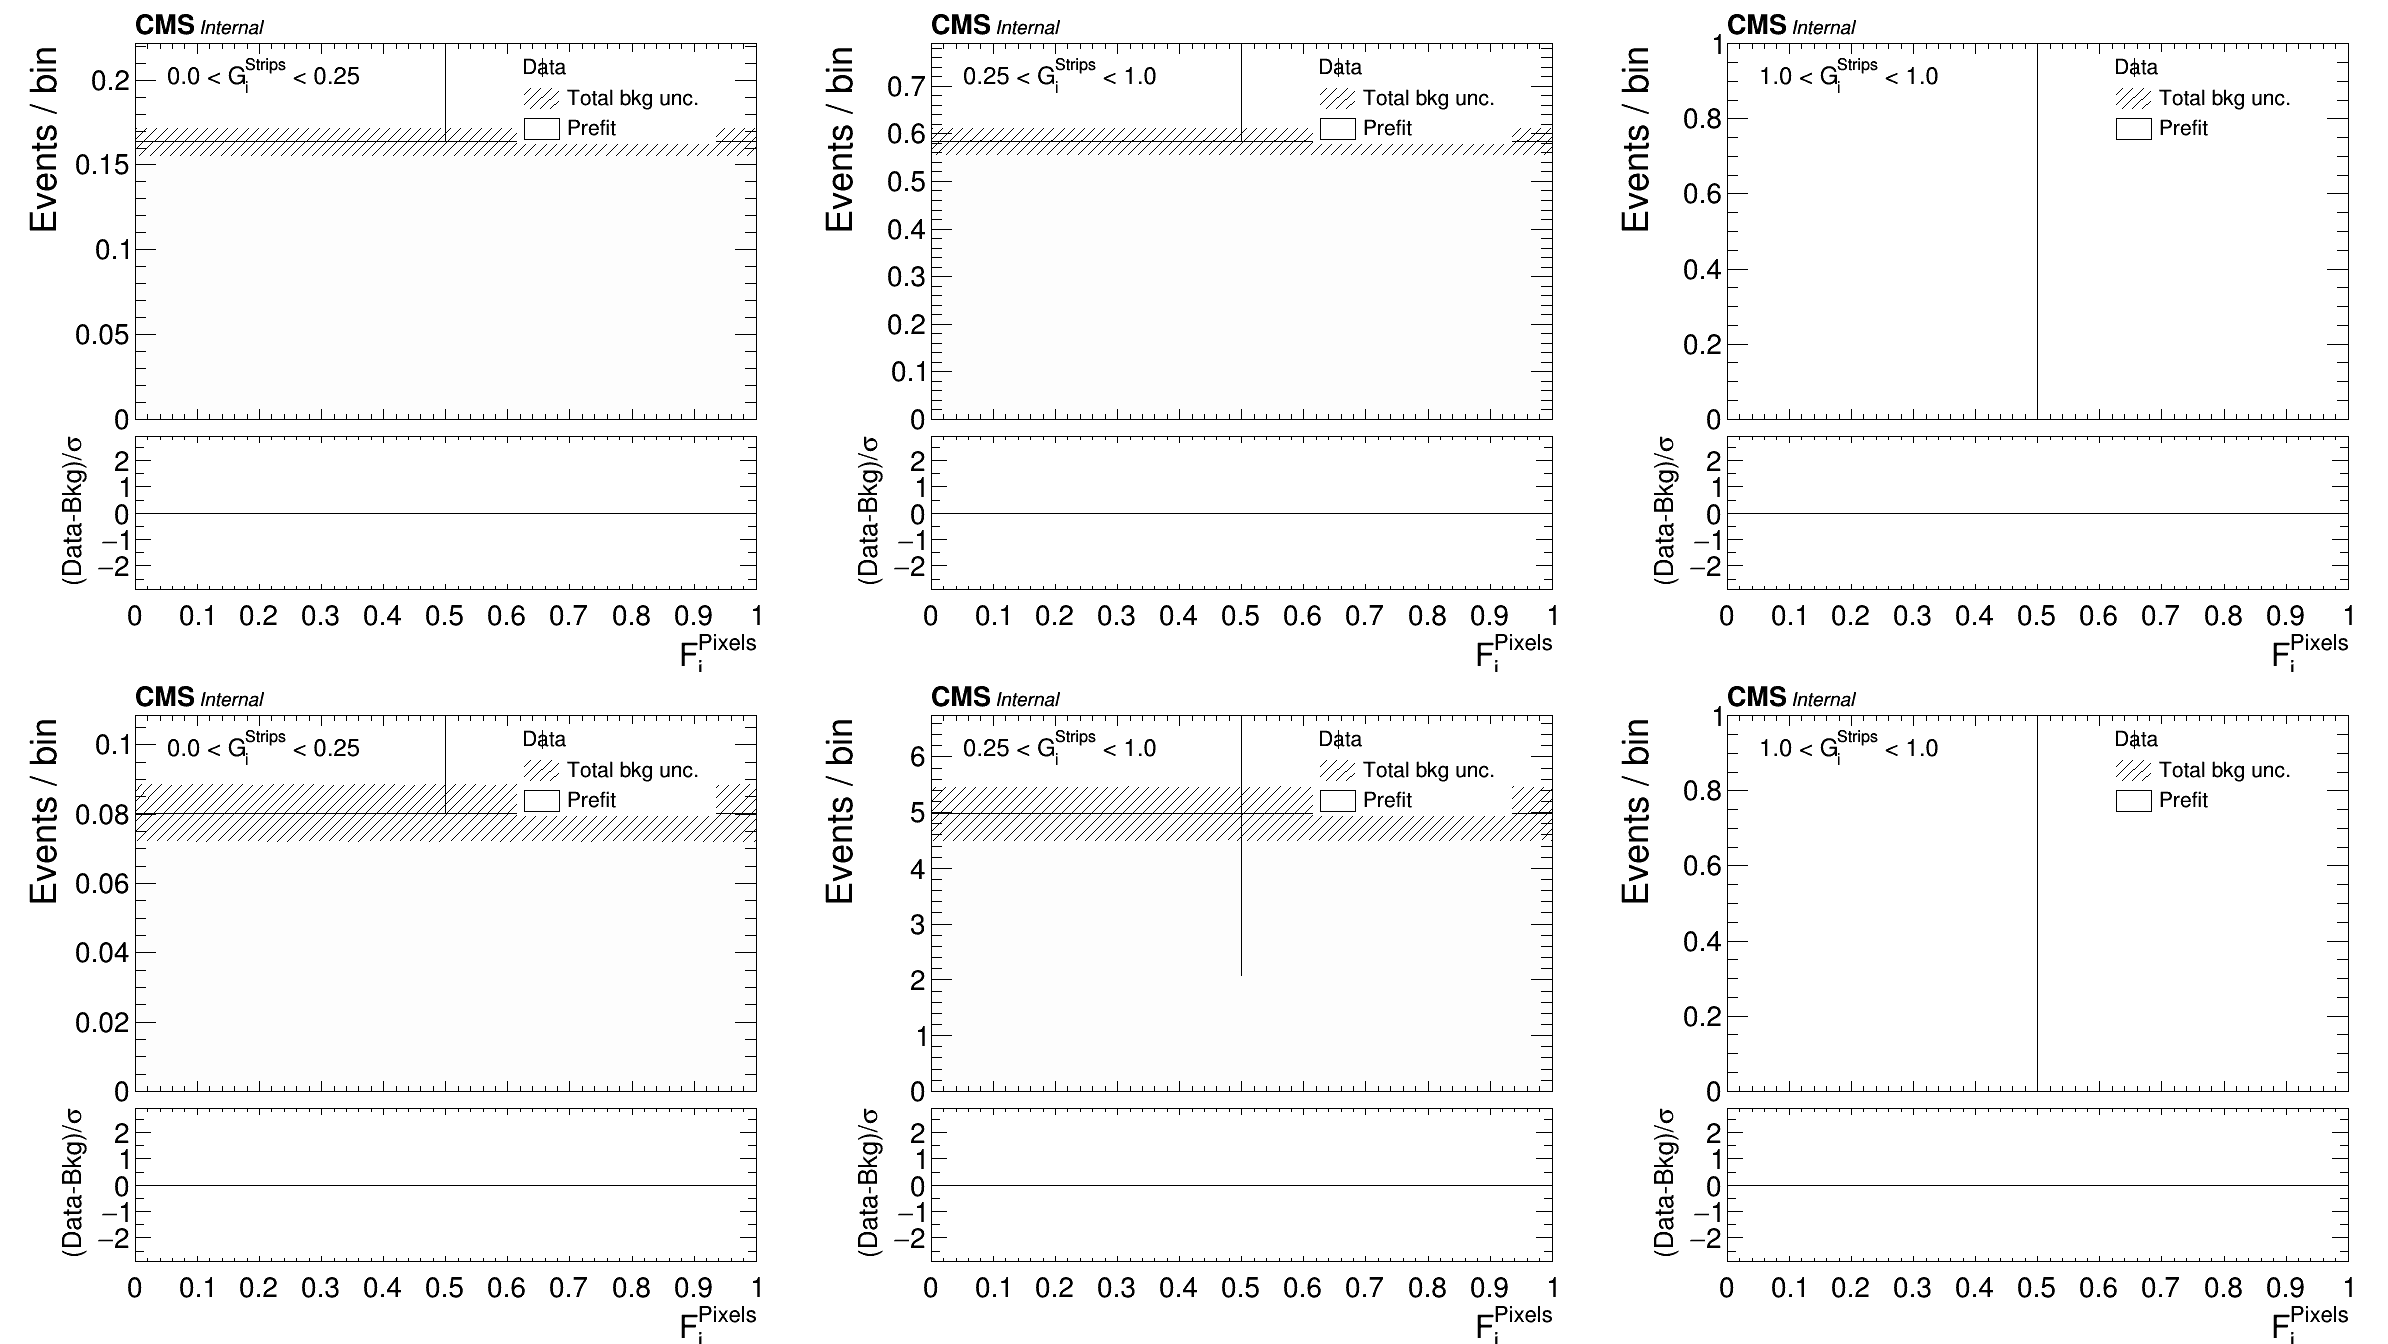 CMS Internal
Events / bin
0.2
0.15
0.1
0.05
0
0.0 < G_i^Strips < 0.25
Data
Total bkg unc.
Prefit
(Data-Bkg)/σ
2
1
0
−1
−2
0 0.1 0.2 0.3 0.4 0.5 0.6 0.7 0.8 0.9 1
F_i^Pixels
CMS Internal
Events / bin
0.7
0.6
0.5
0.4
0.3
0.2
0.1
0
0.25 < G_i^Strips < 1.0
Data
Total bkg unc.
Prefit
(Data-Bkg)/σ
2
1
0
−1
−2
0 0.1 0.2 0.3 0.4 0.5 0.6 0.7 0.8 0.9 1
F_i^Pixels
CMS Internal
Events / bin
1
0.8
0.6
0.4
0.2
0
1.0 < G_i^Strips < 1.0
Data
Total bkg unc.
Prefit
(Data-Bkg)/σ
2
1
0
−1
−2
0 0.1 0.2 0.3 0.4 0.5 0.6 0.7 0.8 0.9 1
F_i^Pixels
CMS Internal
Events / bin
0.1
0.08
0.06
0.04
0.02
0
0.0 < G_i^Strips < 0.25
Data
Total bkg unc.
Prefit
(Data-Bkg)/σ
2
1
0
−1
−2
0 0.1 0.2 0.3 0.4 0.5 0.6 0.7 0.8 0.9 1
F_i^Pixels
CMS Internal
Events / bin
6
5
4
3
2
1
0
0.25 < G_i^Strips < 1.0
Data
Total bkg unc.
Prefit
(Data-Bkg)/σ
2
1
0
−1
−2
0 0.1 0.2 0.3 0.4 0.5 0.6 0.7 0.8 0.9 1
F_i^Pixels
CMS Internal
Events / bin
1
0.8
0.6
0.4
0.2
0
1.0 < G_i^Strips < 1.0
Data
Total bkg unc.
Prefit
(Data-Bkg)/σ
2
1
0
−1
−2
0 0.1 0.2 0.3 0.4 0.5 0.6 0.7 0.8 0.9 1
F_i^Pixels